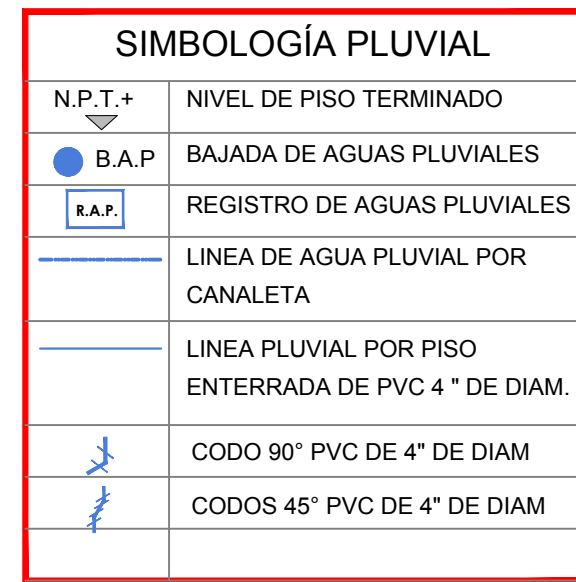 SIMBOLOGÍA PLUVIAL
N.P.T.+ NIVEL DE PISO TERMINADO
B.A.P BAJADA DE AGUAS PLUVIALES
R.A.P. REGISTRO DE AGUAS PLUVIALES
LINEA DE AGUA PLUVIAL POR
CANALETA
LINEA PLUVIAL POR PISO
ENTERRADA DE PVC 4 " DE DIAM.
CODO 90° PVC DE 4" DE DIAM
CODOS 45° PVC DE 4" DE DIAM